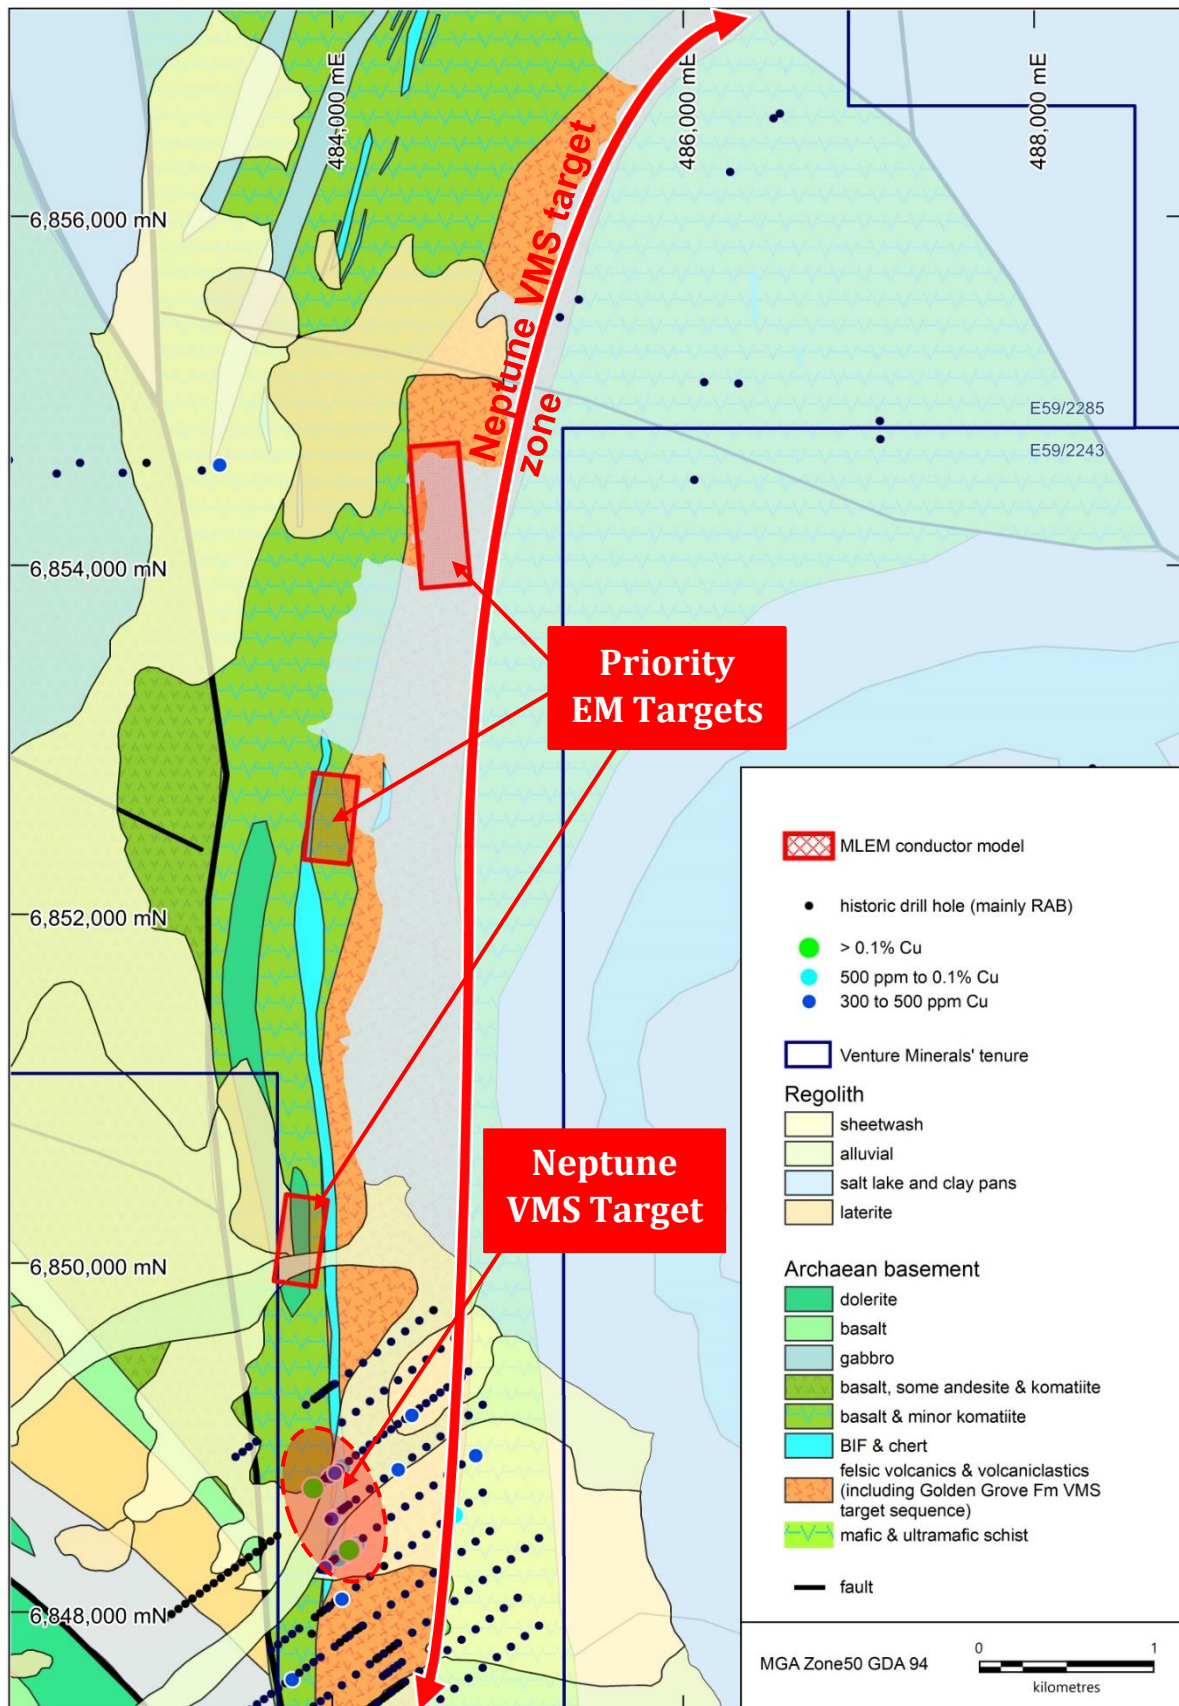 484,000 mE
486,000 mE
488,000 mE
6,856,000 mN
Neptune VMS target
zone
E59/2285
E59/2243
6,854,000 mN
Priority
EM Targets
6,852,000 mN
Neptune
VMS Target
6,850,000 mN
6,848,000 mN
MLEM conductor model
historic drill hole (mainly RAB)
> 0.1% Cu
500 ppm to 0.1% Cu
300 to 500 ppm Cu
Venture Minerals' tenure
Regolith
sheetwash
alluvial
salt lake and clay pans
laterite
Archaean basement
dolerite
basalt
gabbro
basalt, some andesite & komatiite
basalt & minor komatiite
BIF & chert
felsic volcanics & volcaniclastics
(including Golden Grove Fm VMS
target sequence)
mafic & ultramafic schist
fault
MGA Zone50 GDA 94
0 1
kilometres